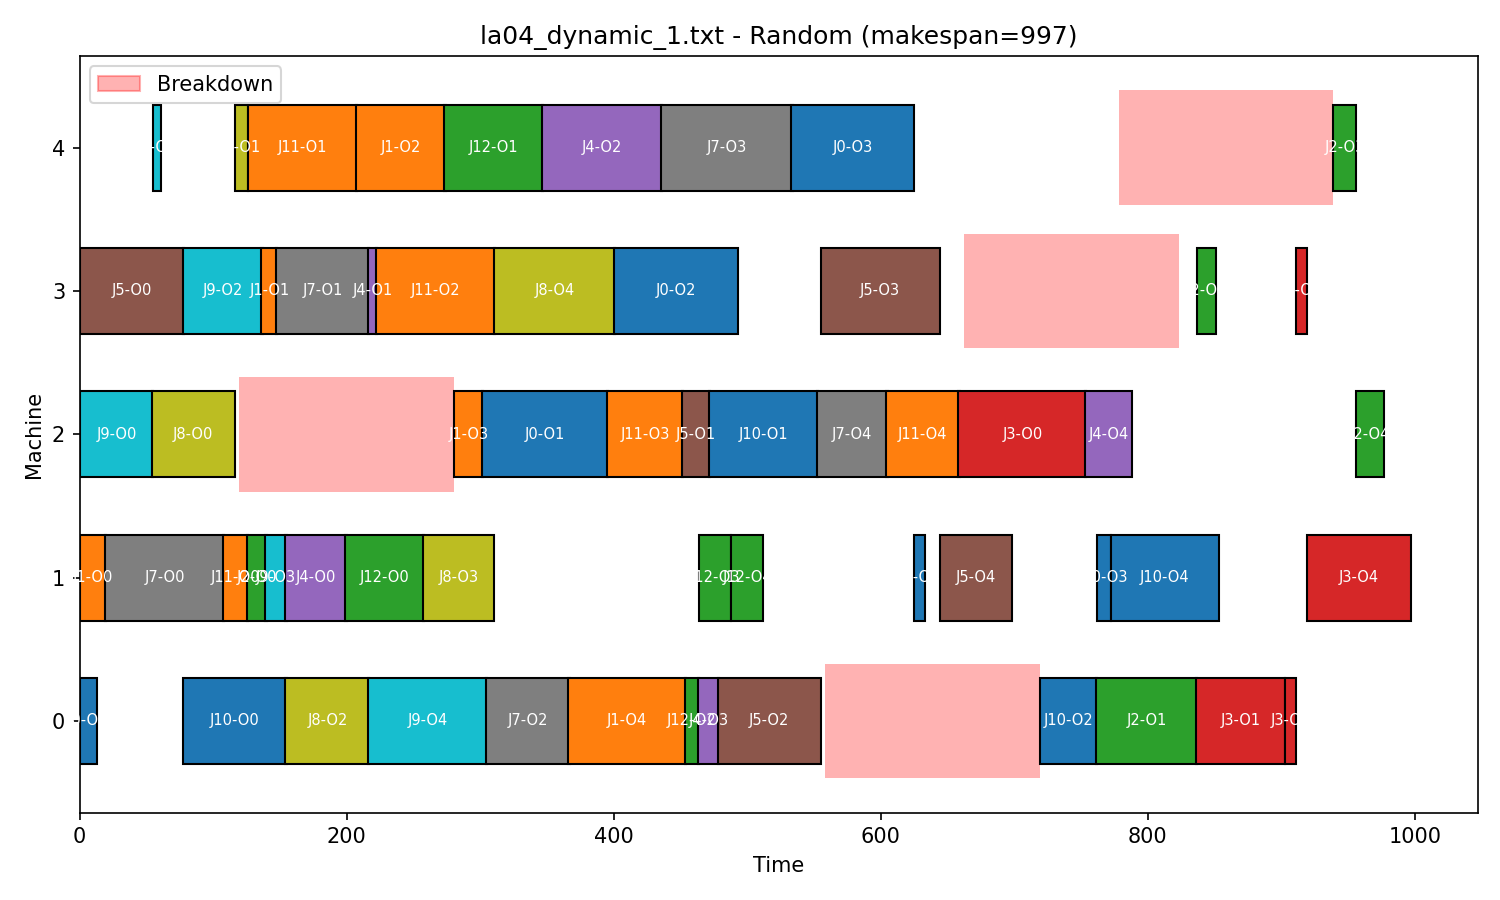 la04_dynamic_1.txt - Random (makespan=997)
Breakdown
Machine
4
J11-O1 J1-O2 J12-O1 J4-O2 J7-O3 J0-O3
3
J5-O0 J9-O2 J1-O1 J7-O1 J4-O1 J11-O2 J8-O4 J0-O2 J5-O3
2
J9-O0 J8-O0 J1-O3 J0-O1 J11-O3 J5-O1 J10-O1 J7-O4 J11-O4 J3-O0 J4-O4
1
J7-O0 J4-O0 J12-O0 J8-O3 J5-O4 J10-O4 J3-O4
0
J10-O0 J8-O2 J9-O4 J7-O2 J1-O4 J5-O2 J10-O2 J2-O1 J3-O1
0 200 400 600 800 1000
Time